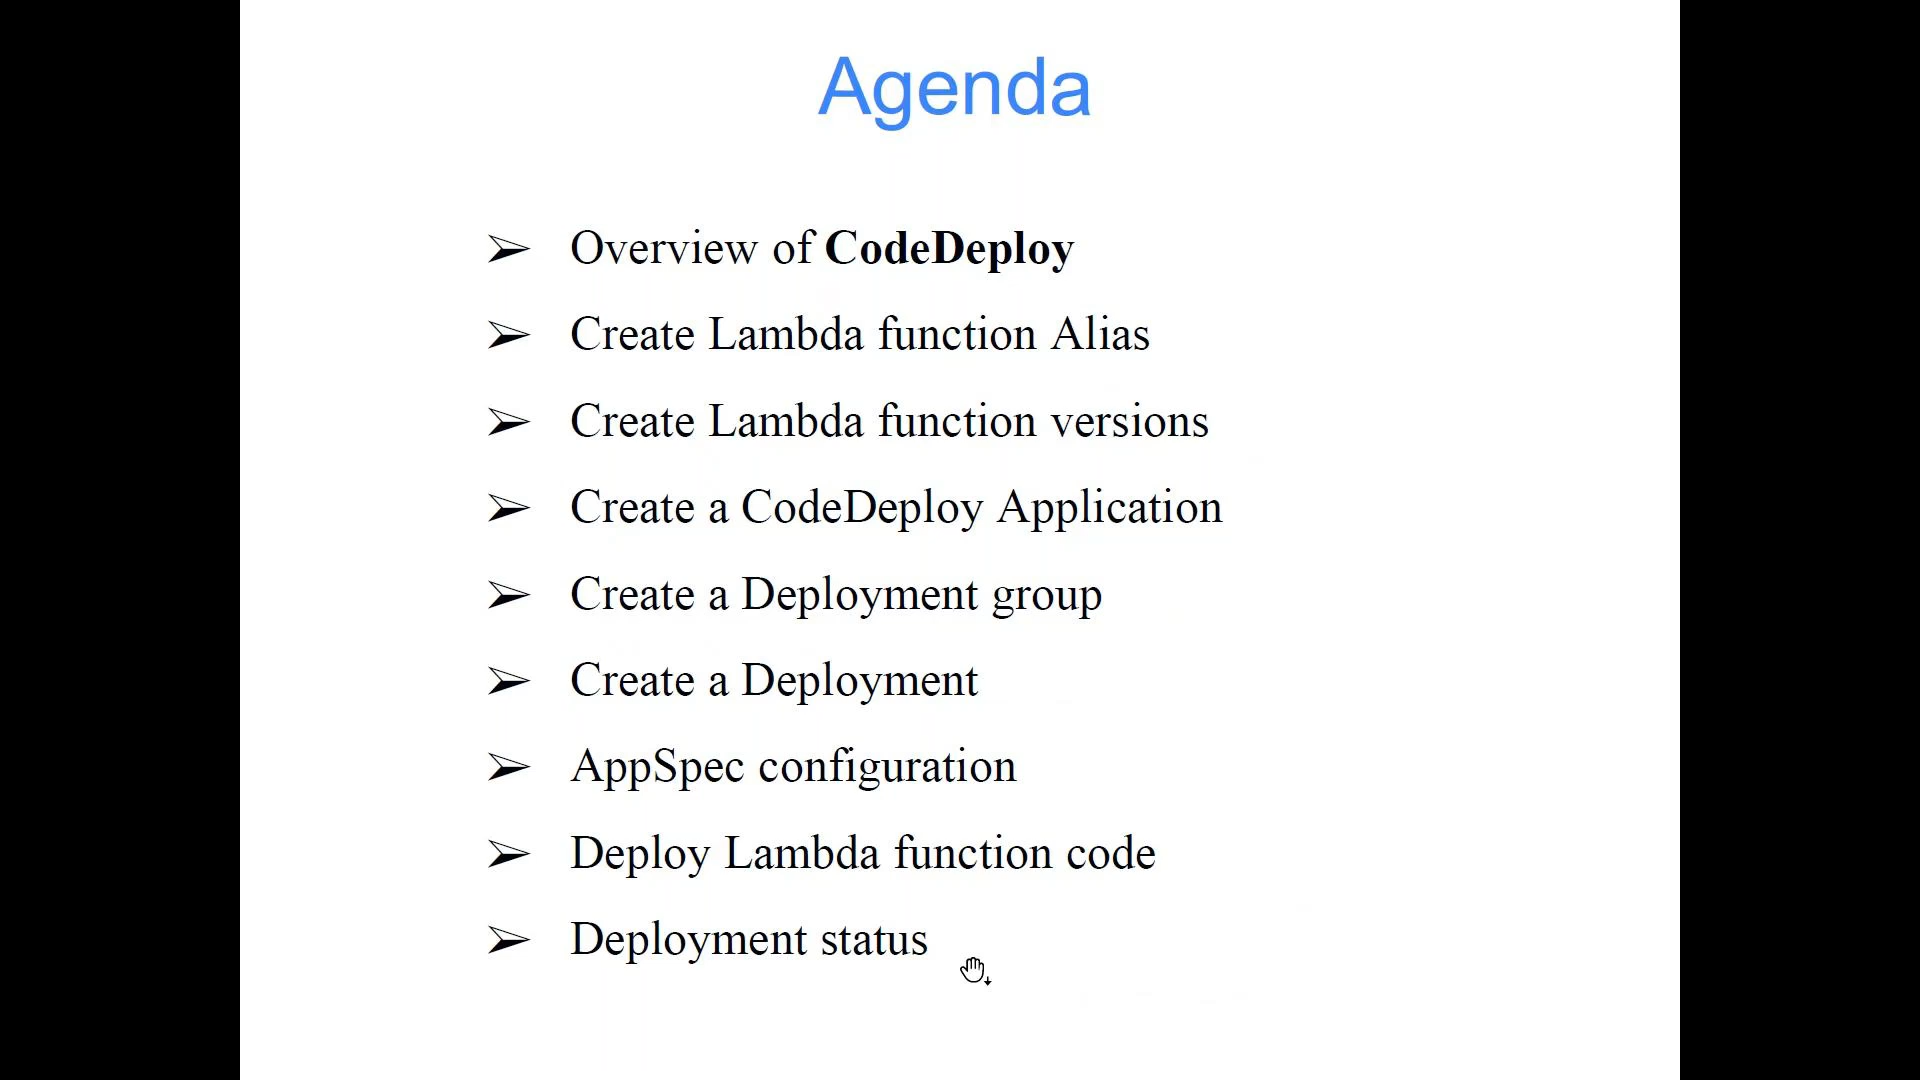 Agenda
➢ Overview of CodeDeploy
➢ Create Lambda function Alias
➢ Create Lambda function versions
➢ Create a CodeDeploy Application
➢ Create a Deployment group
➢ Create a Deployment
➢ AppSpec configuration
➢ Deploy Lambda function code
➢ Deployment status